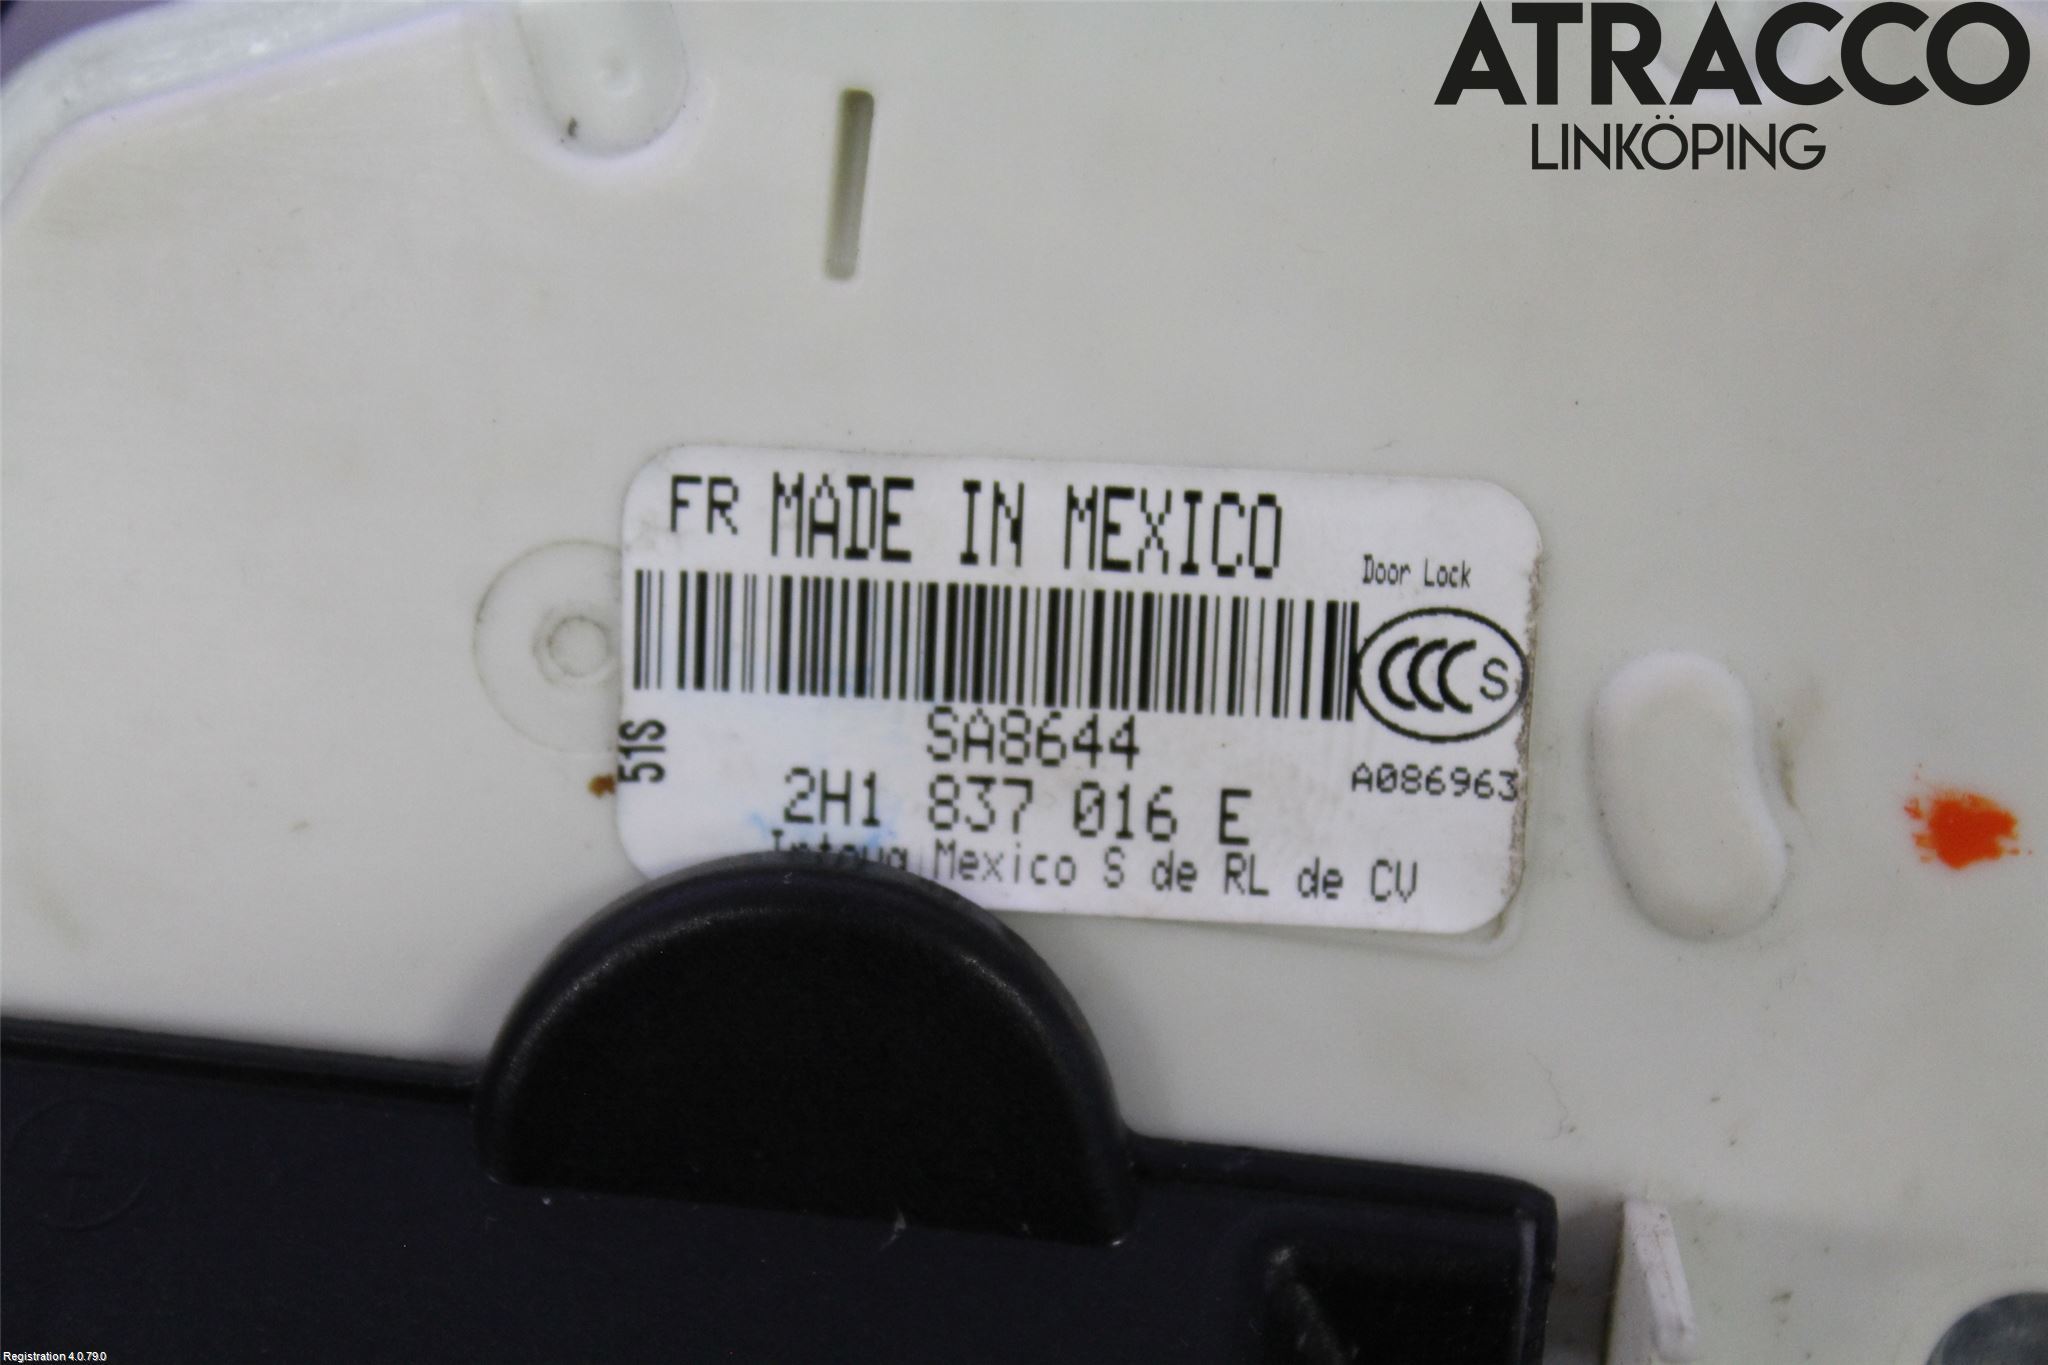 ATRACCO
LINKÖPING
FR MADE IN MEXICO
Door Lock
S
51S
SA8644
A086963
2H1 837 016 E
Mexico S de RL de CV
Registration 4.0.79.0